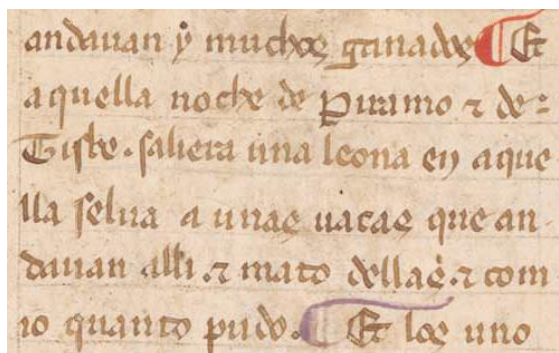 andauan y muchos ganados ¶ Et
aquella noche de Piramo ⁊ de =
Tisbe . saliera una leona en aque
lla selua a unas uacas que an
dauan alli . ⁊ mato dellas . ⁊ com
io quanto pudo . ¶ Et los uno